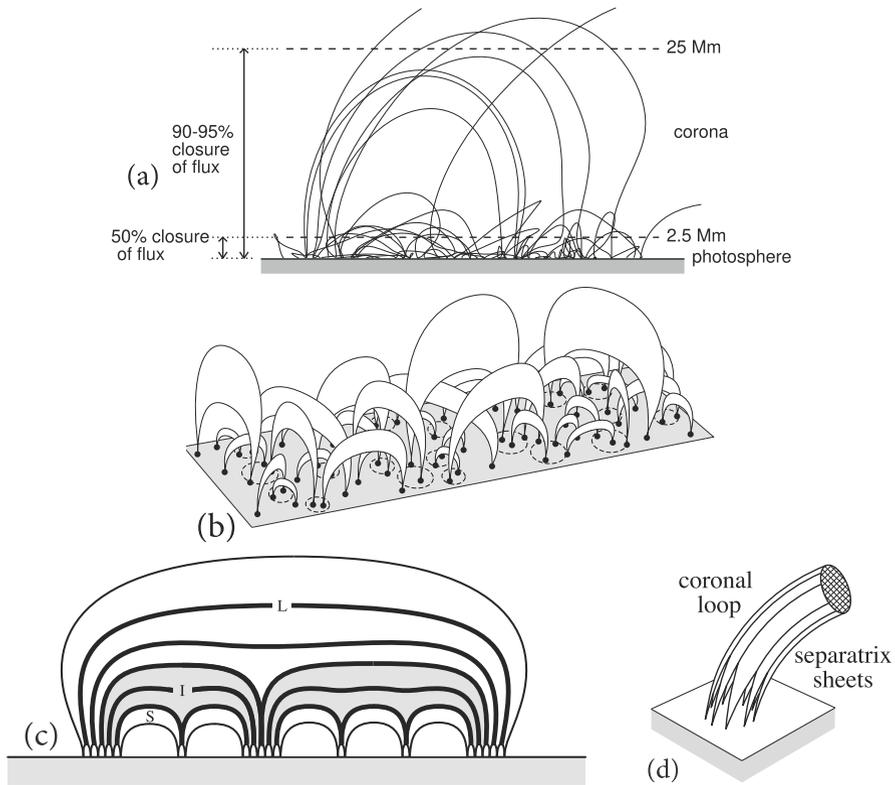 25 Mm
90-95%
closure
of flux
corona
(a)
50% closure
of flux
2.5 Mm
photosphere
(b)
L
I
S
(c)
coronal
loop
separatrix
sheets
(d)